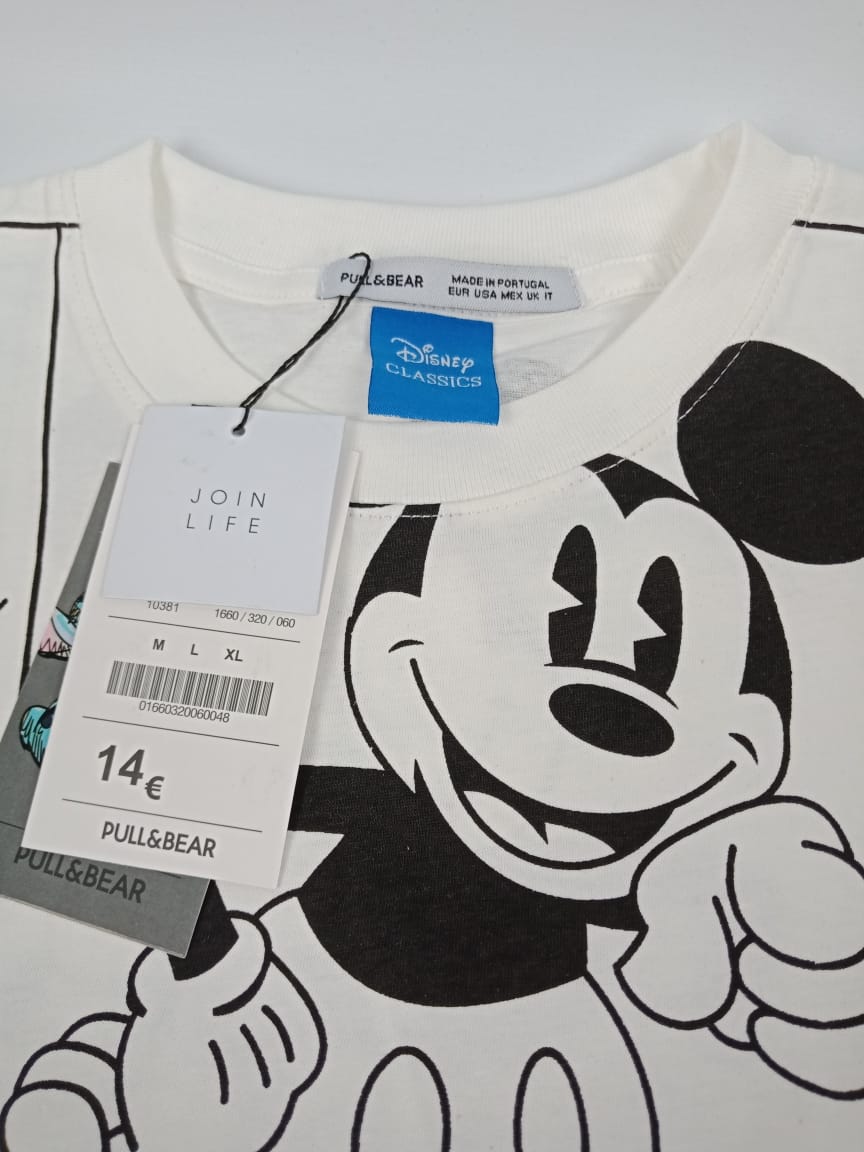 PULL&BEAR
MADE IN PORTUGAL
EUR USA MEX UK IT
Disney
CLASSICS
JOIN
LIFE
10381 1660 / 320 / 060
M L XL
01660320060048
14€
PULL&BEAR
PULL&BEAR